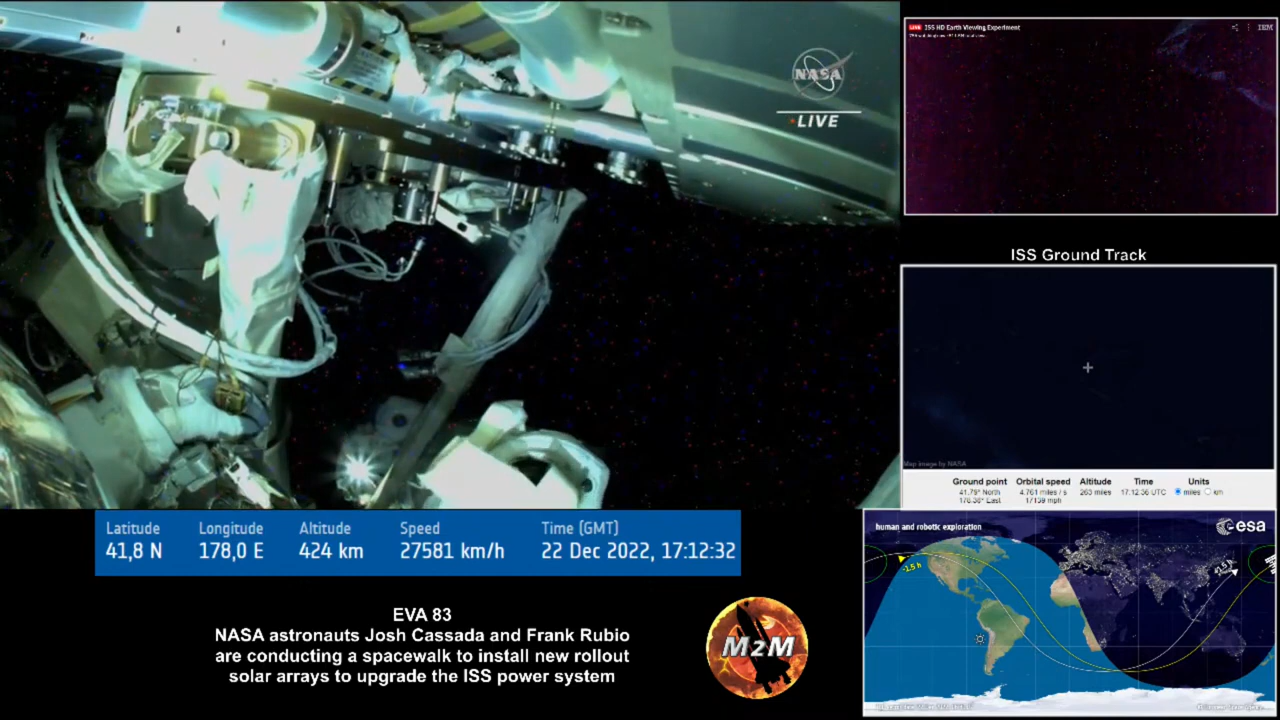 NASA
LIVE
LIVE ISS HD Earth Viewing Experiment
IBM
ISS Ground Track
Map image by NASA
Ground point Orbital speed Altitude Time Units
41.79° North 4,761 miles / s 263 miles 17:12:36 UTC miles km
178.38° East 17139 mph
Latitude Longitude Altitude Speed Time (GMT)
41,8 N 178,0 E 424 km 27581 km/h 22 Dec 2022, 17:12:32
human and robotic exploration
esa
-2.5 h
EVA 83
NASA astronauts Josh Cassada and Frank Rubio
are conducting a spacewalk to install new rollout
solar arrays to upgrade the ISS power system
M2M